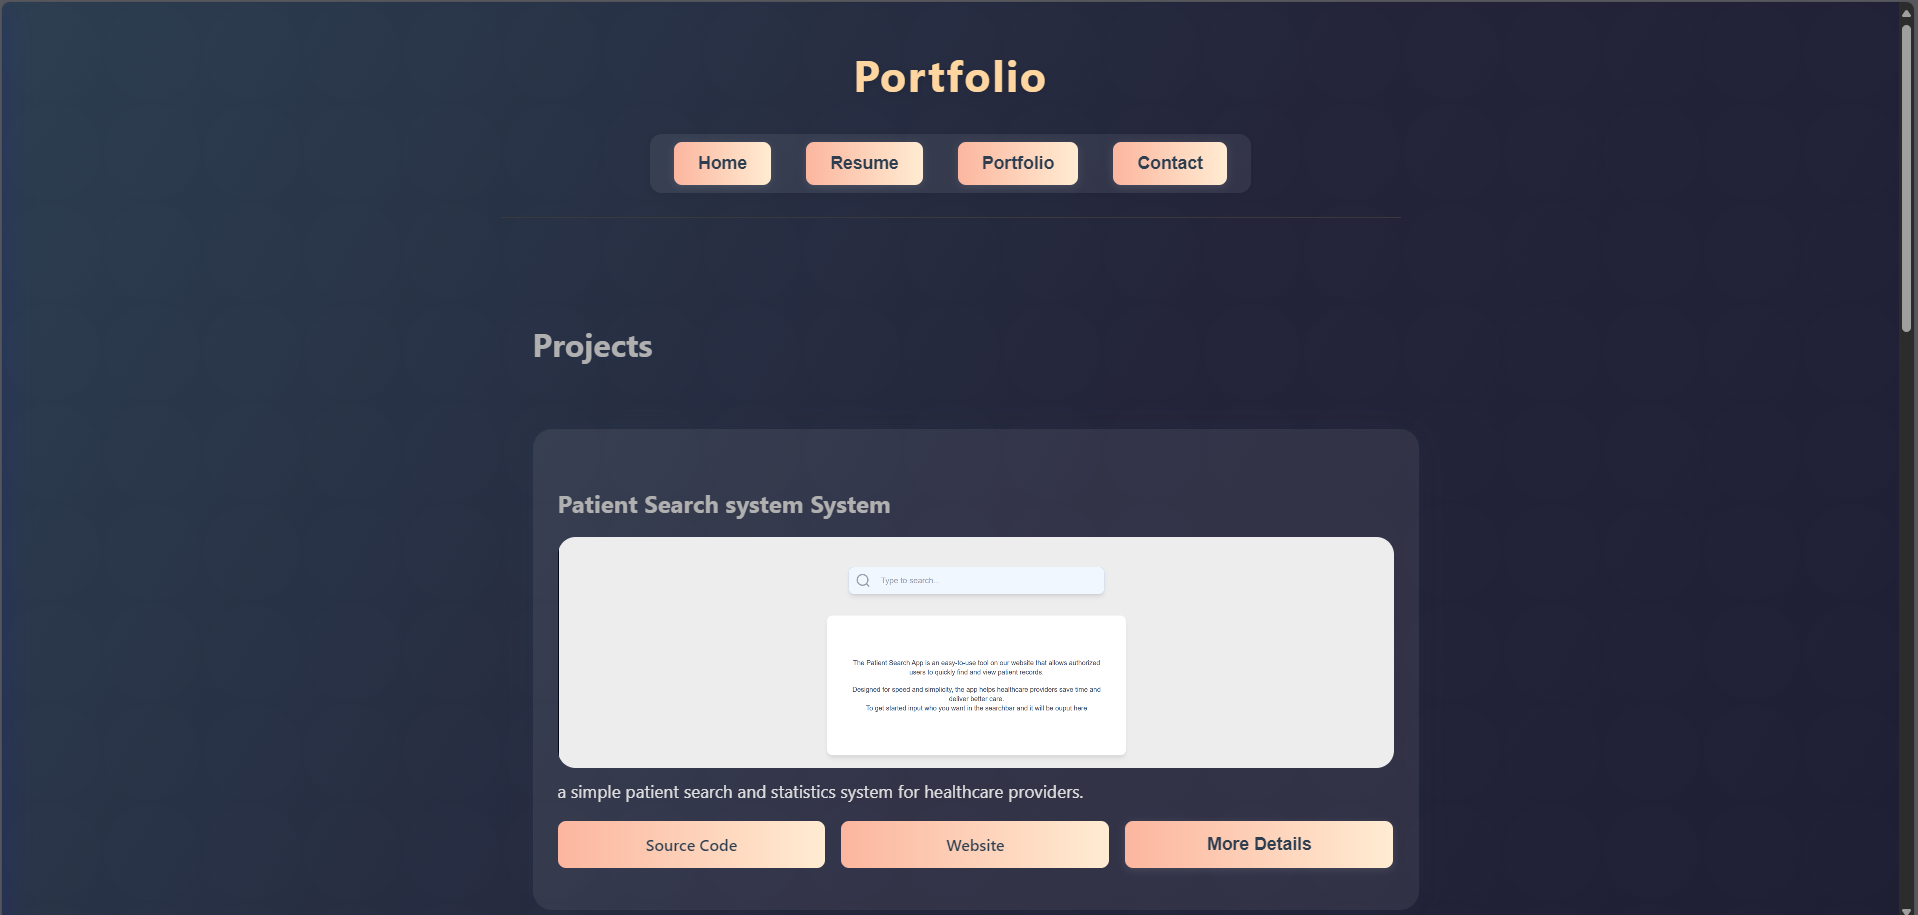 Portfolio
Home Resume Portfolio Contact
Projects
Patient Search system System
Type to search...
The Patient Search App is an easy-to-use tool on our website that allows authorized
users to quickly find and view patient records.
Designed for speed and simplicity, the app helps healthcare providers save time and
deliver better care.
To get started input who you want in the searchbar and it will be ouput here
a simple patient search and statistics system for healthcare providers.
Source Code Website More Details